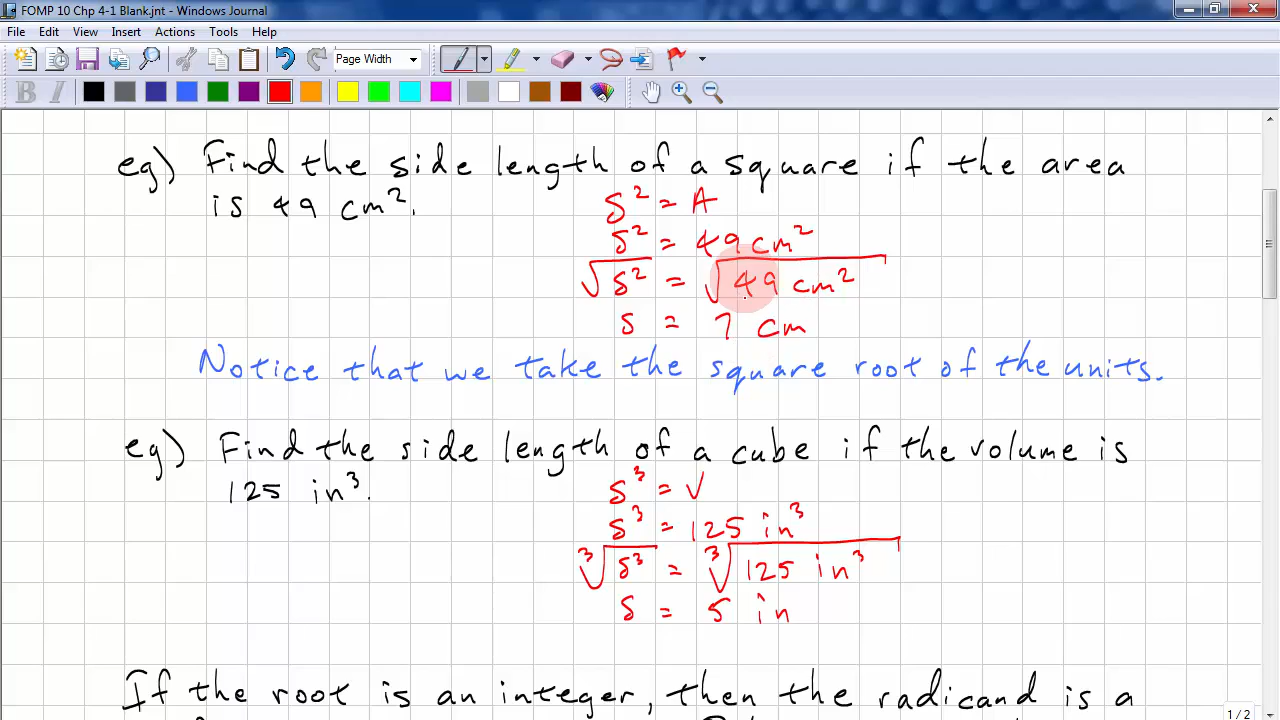 FOMP 10 Chp 4-1 Blank.jnt - Windows Journal
File Edit View Insert Actions Tools Help
Page Width
B I
eg) Find the side length of a square if the area
is 49 cm².
s² = A
s² = 49 cm²
√s² = √49 cm²
s = 7 cm
Notice that we take the square root of the units.
eg) Find the side length of a cube if the volume is
125 in³.
s³ = V
s³ = 125 in³
∛s³ = ∛125 in³
s = 5 in
If the root is an integer, then the radicand is a
1/2